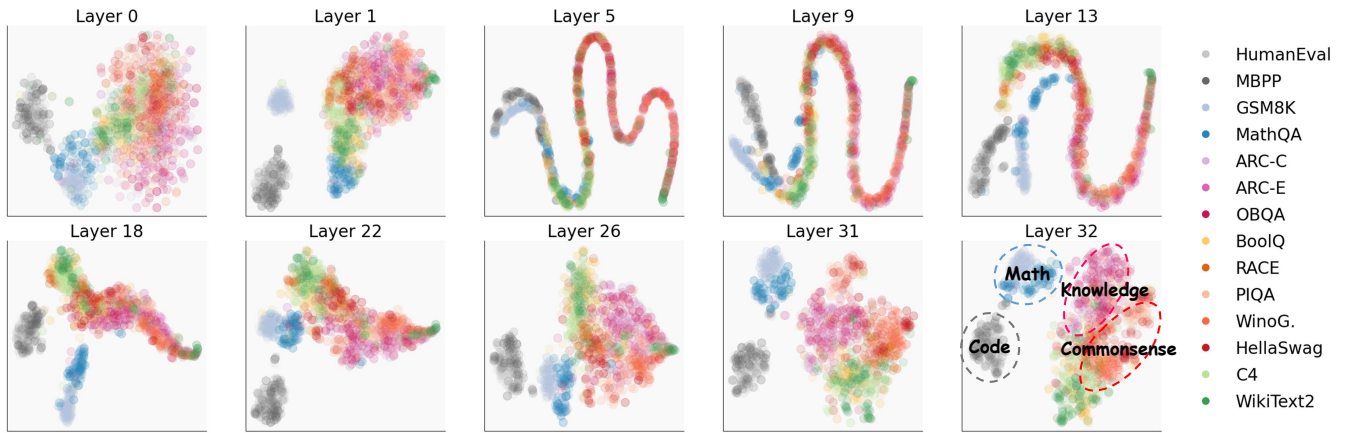 Layer 0
Layer 1
Layer 5
Layer 9
Layer 13
Layer 18
Layer 22
Layer 26
Layer 31
Layer 32
Math
Knowledge
Code
Commonsense
HumanEval
MBPP
GSM8K
MathQA
ARC-C
ARC-E
OBQA
BoolQ
RACE
PIQA
WinoG.
HellaSwag
C4
WikiText2